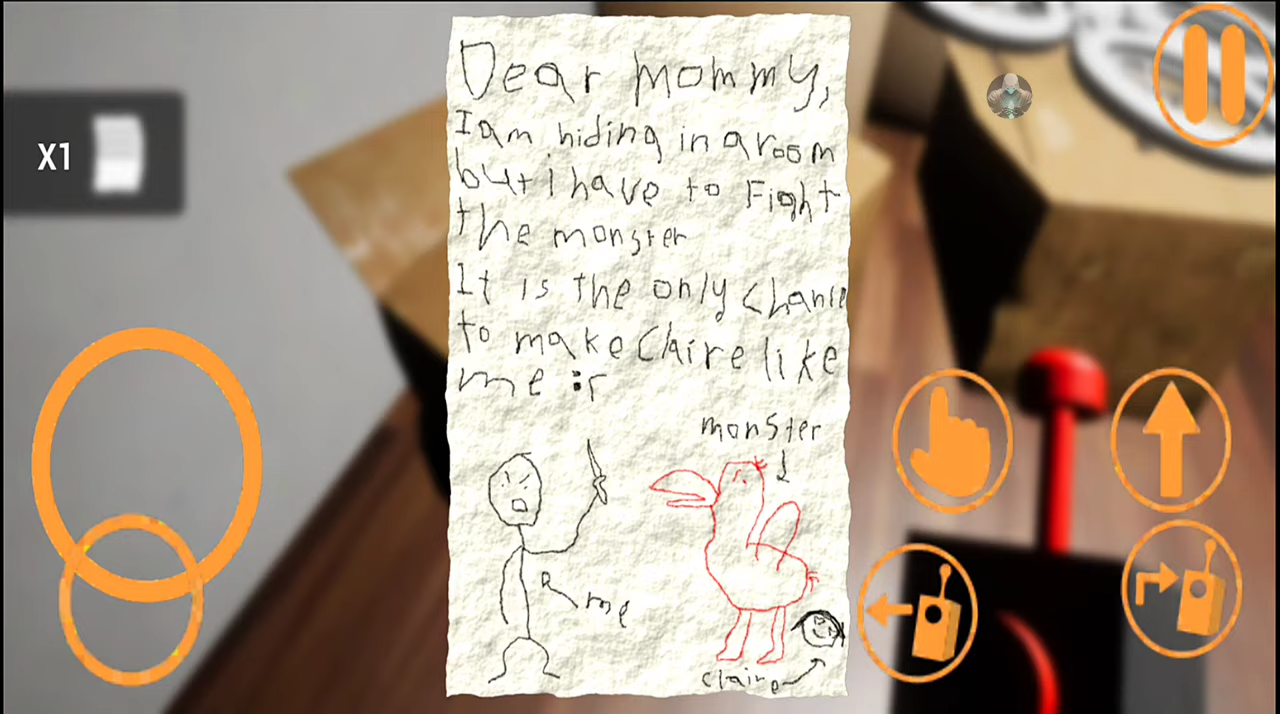 X1
Dear mommy,
I am hiding in a room
but i have to Fight
the monster
It is the only chance
to make Claire like
me :r
monster
me
Claire